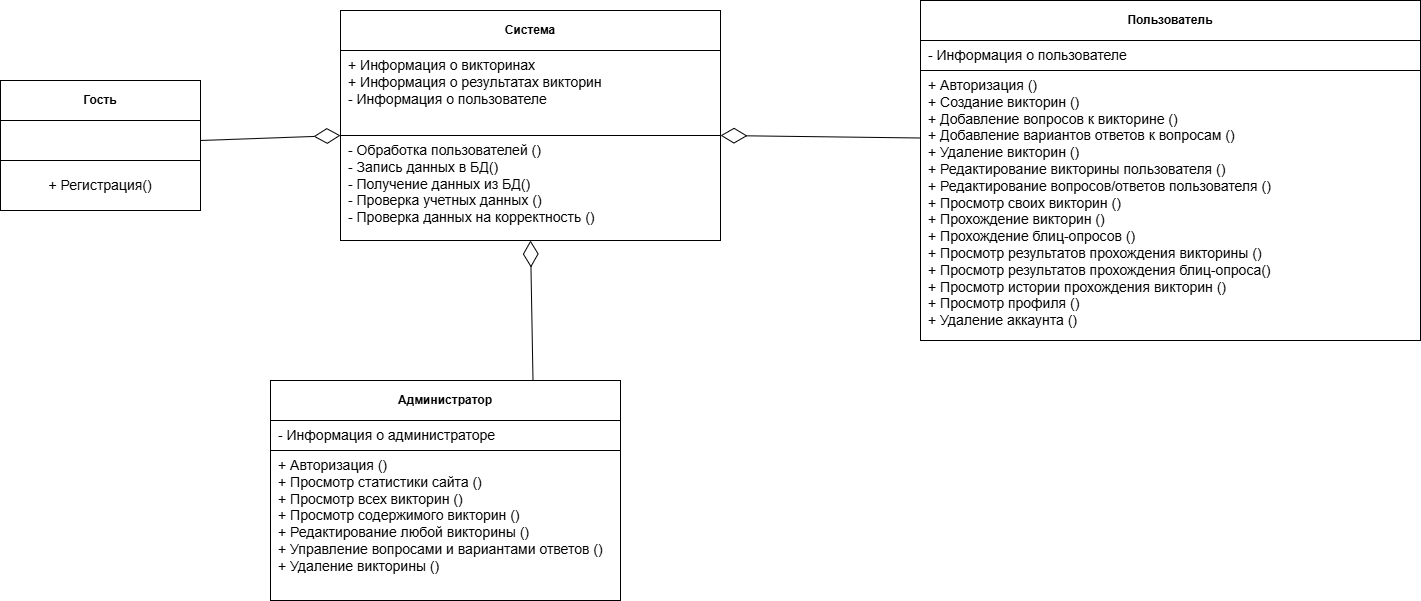 Гость
+ Регистрация()
Система
+ Информация о викторинах
+ Информация о результатах викторин
- Информация о пользователе
- Обработка пользователей ()
- Запись данных в БД()
- Получение данных из БД()
- Проверка учетных данных ()
- Проверка данных на корректность ()
Пользователь
- Информация о пользователе
+ Авторизация ()
+ Создание викторин ()
+ Добавление вопросов к викторине ()
+ Добавление вариантов ответов к вопросам ()
+ Удаление викторин ()
+ Редактирование викторины пользователя ()
+ Редактирование вопросов/ответов пользователя ()
+ Просмотр своих викторин ()
+ Прохождение викторин ()
+ Прохождение блиц-опросов ()
+ Просмотр результатов прохождения викторины ()
+ Просмотр результатов прохождения блиц-опроса()
+ Просмотр истории прохождения викторин ()
+ Просмотр профиля ()
+ Удаление аккаунта ()
Администратор
- Информация о администраторе
+ Авторизация ()
+ Просмотр статистики сайта ()
+ Просмотр всех викторин ()
+ Просмотр содержимого викторин ()
+ Редактирование любой викторины ()
+ Управление вопросами и вариантами ответов ()
+ Удаление викторины ()